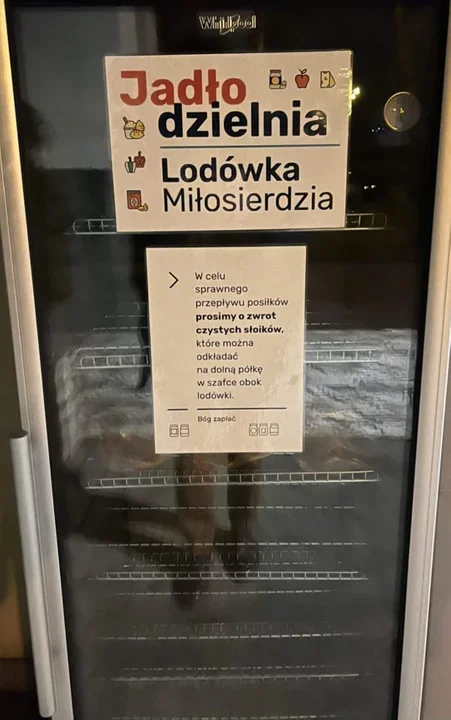 Whirlpool
Jadło
dzielnia
Lodówka
Miłosierdzia
W celu
sprawnego
przepływu posiłków
prosimy o zwrot
czystych słoików,
które można
odkładać
na dolną półkę
w szafce obok
lodówki.
Bóg zapłać